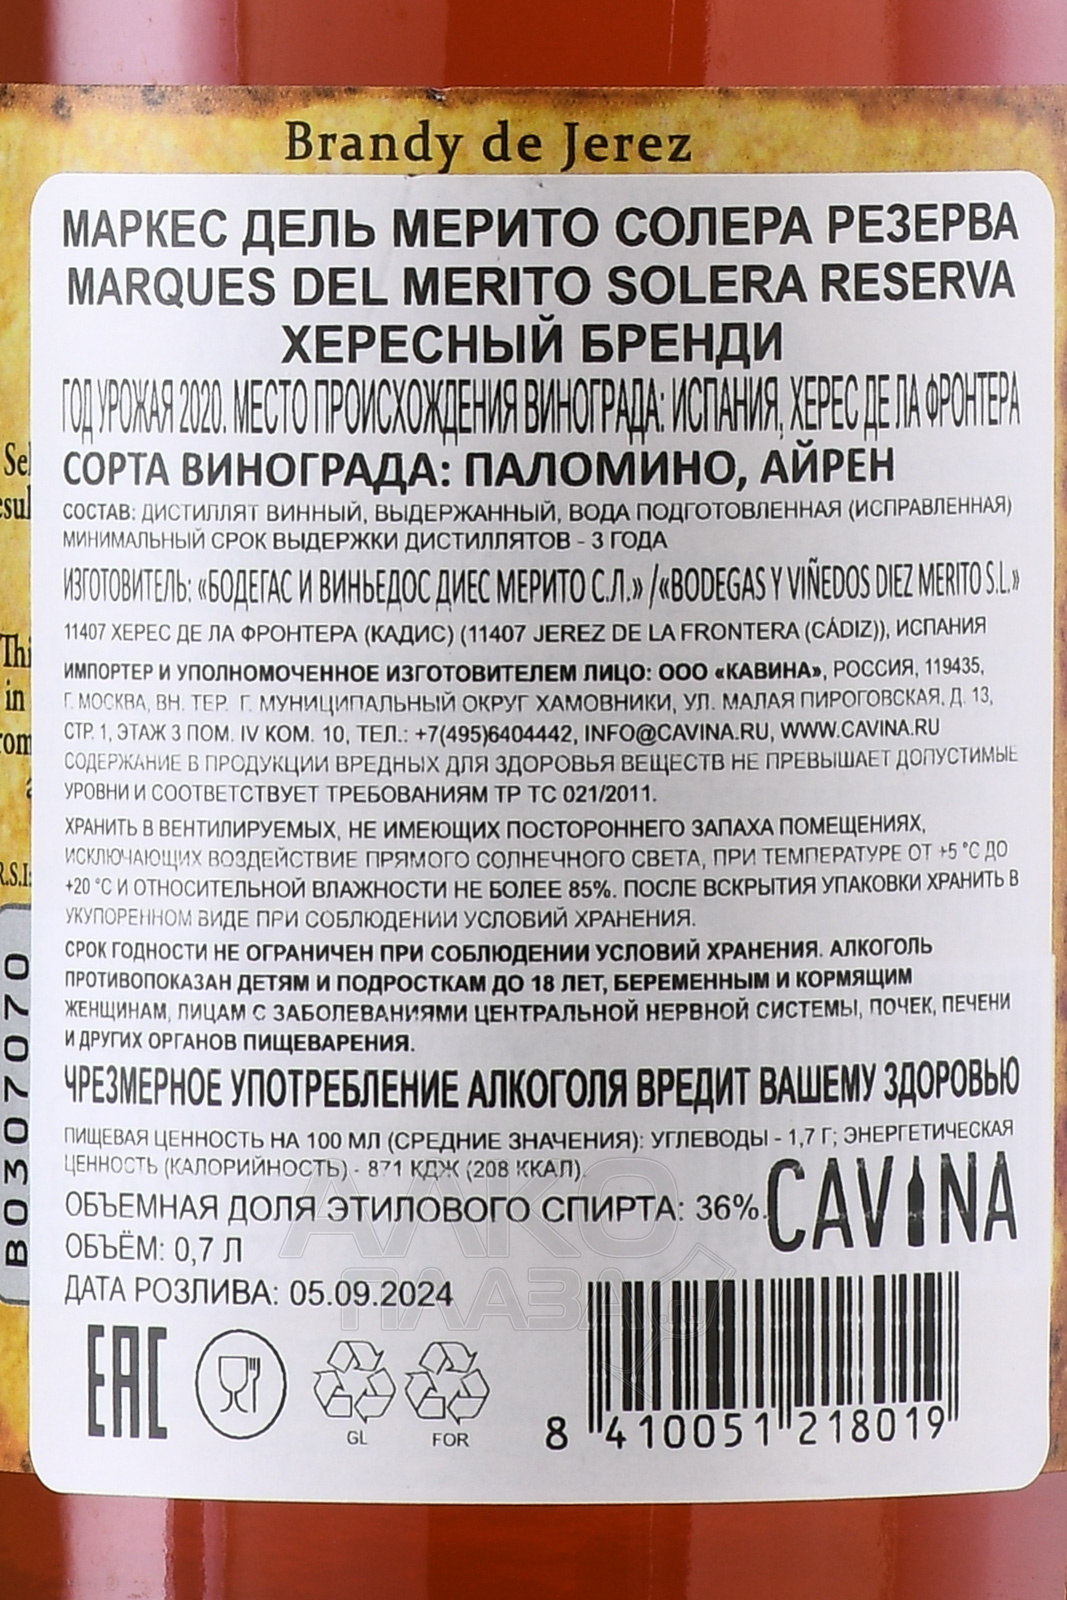 Brandy de Jerez
МАРКЕС ДЕЛЬ МЕРИТО СОЛЕРА РЕЗЕРВА
MARQUES DEL MERITO SOLERA RESERVA
ХЕРЕСНЫЙ БРЕНДИ
ГОД УРОЖАЯ 2020. МЕСТО ПРОИСХОЖДЕНИЯ ВИНОГРАДА: ИСПАНИЯ, ХЕРЕС ДЕ ЛА ФРОНТЕРА
СОРТА ВИНОГРАДА: ПАЛОМИНО, АЙРЕН
СОСТАВ: ДИСТИЛЛЯТ ВИННЫЙ, ВЫДЕРЖАННЫЙ, ВОДА ПОДГОТОВЛЕННАЯ (ИСПРАВЛЕННАЯ)
МИНИМАЛЬНЫЙ СРОК ВЫДЕРЖКИ ДИСТИЛЛЯТОВ - 3 ГОДА
ИЗГОТОВИТЕЛЬ: «БОДЕГАС И ВИНЬЕДОС ДИЕС МЕРИТО С.Л.» /«BODEGAS Y VIÑEDOS DIEZ MERITO S.L.»
11407 ХЕРЕС ДЕ ЛА ФРОНТЕРА (КАДИС) (11407 JEREZ DE LA FRONTERA (CÁDIZ)), ИСПАНИЯ
ИМПОРТЕР И УПОЛНОМОЧЕННОЕ ИЗГОТОВИТЕЛЕМ ЛИЦО: ООО «КАВИНА», РОССИЯ, 119435,
Г. МОСКВА, ВН. ТЕР. Г. МУНИЦИПАЛЬНЫЙ ОКРУГ ХАМОВНИКИ, УЛ. МАЛАЯ ПИРОГОВСКАЯ, Д. 13,
СТР. 1, ЭТАЖ 3 ПОМ. IV КОМ. 10, ТЕЛ.: +7(495)6404442, INFO@CAVINA.RU, WWW.CAVINA.RU
СОДЕРЖАНИЕ В ПРОДУКЦИИ ВРЕДНЫХ ДЛЯ ЗДОРОВЬЯ ВЕЩЕСТВ НЕ ПРЕВЫШАЕТ ДОПУСТИМЫЕ
УРОВНИ И СООТВЕТСТВУЕТ ТРЕБОВАНИЯМ ТР ТС 021/2011.
ХРАНИТЬ В ВЕНТИЛИРУЕМЫХ, НЕ ИМЕЮЩИХ ПОСТОРОННЕГО ЗАПАХА ПОМЕЩЕНИЯХ,
ИСКЛЮЧАЮЩИХ ВОЗДЕЙСТВИЕ ПРЯМОГО СОЛНЕЧНОГО СВЕТА, ПРИ ТЕМПЕРАТУРЕ ОТ +5 °С ДО
+20 °С И ОТНОСИТЕЛЬНОЙ ВЛАЖНОСТИ НЕ БОЛЕЕ 85%. ПОСЛЕ ВСКРЫТИЯ УПАКОВКИ ХРАНИТЬ В
УКУПОРЕННОМ ВИДЕ ПРИ СОБЛЮДЕНИИ УСЛОВИЙ ХРАНЕНИЯ.
СРОК ГОДНОСТИ НЕ ОГРАНИЧЕН ПРИ СОБЛЮДЕНИИ УСЛОВИЙ ХРАНЕНИЯ. АЛКОГОЛЬ
ПРОТИВОПОКАЗАН ДЕТЯМ И ПОДРОСТКАМ ДО 18 ЛЕТ, БЕРЕМЕННЫМ И КОРМЯЩИМ
ЖЕНЩИНАМ, ЛИЦАМ С ЗАБОЛЕВАНИЯМИ ЦЕНТРАЛЬНОЙ НЕРВНОЙ СИСТЕМЫ, ПОЧЕК, ПЕЧЕНИ
И ДРУГИХ ОРГАНОВ ПИЩЕВАРЕНИЯ.
ЧРЕЗМЕРНОЕ УПОТРЕБЛЕНИЕ АЛКОГОЛЯ ВРЕДИТ ВАШЕМУ ЗДОРОВЬЮ
ПИЩЕВАЯ ЦЕННОСТЬ НА 100 МЛ (СРЕДНИЕ ЗНАЧЕНИЯ): УГЛЕВОДЫ - 1,7 Г; ЭНЕРГЕТИЧЕСКАЯ
ЦЕННОСТЬ (КАЛОРИЙНОСТЬ) - 871 КДЖ (208 ККАЛ).
ОБЪЕМНАЯ ДОЛЯ ЭТИЛОВОГО СПИРТА: 36%.
CAVINA
ОБЪЁМ: 0,7 Л
ДАТА РОЗЛИВА: 05.09.2024
EAC
GL
FOR
8 410051 218019
B0307070
АЛКО
ПЛАЗА
Sel
esul
Thi
in
rom
R.S.I: